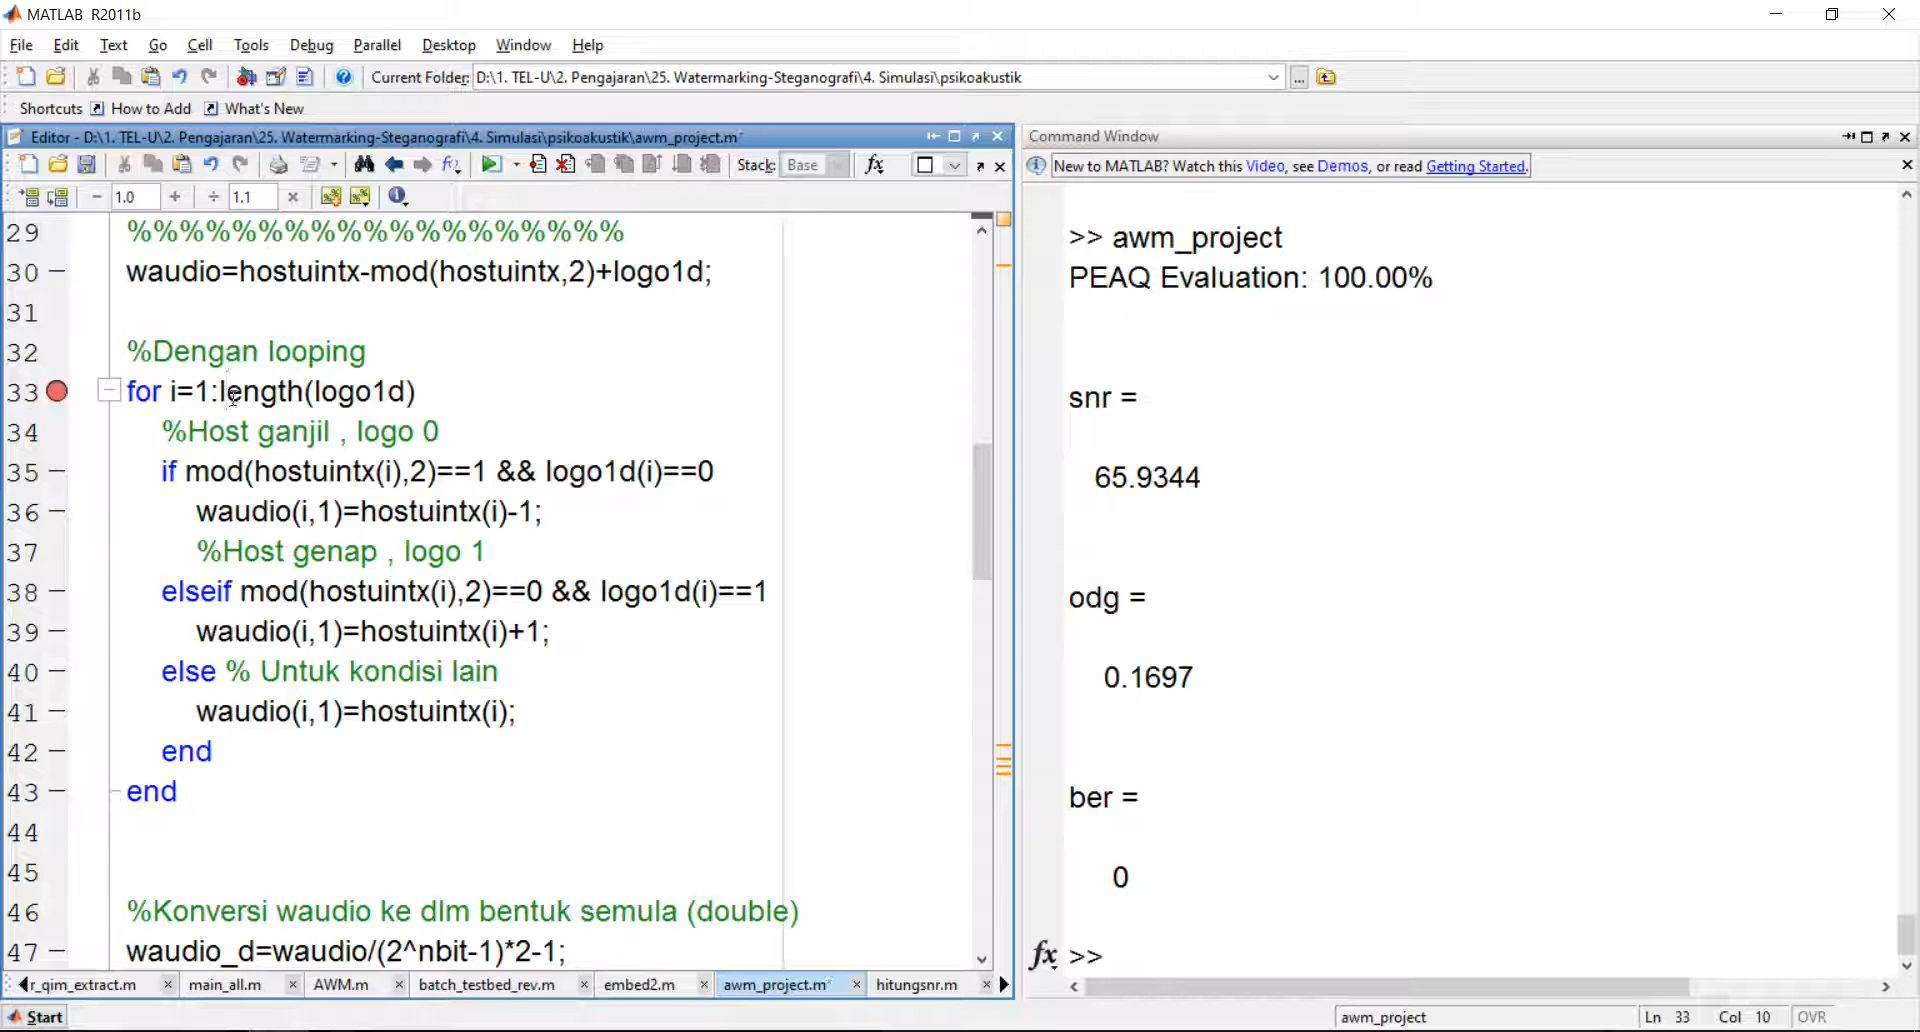 MATLAB R2011b
File Edit Text Go Cell Tools Debug Parallel Desktop Window Help
Current Folder: D:\1. TEL-U\2. Pengajaran\25. Watermarking-Steganografi\4. Simulasi\psikoakustik ...
Shortcuts How to Add What's New
Editor - D:\1. TEL-U\2. Pengajaran\25. Watermarking-Steganografi\4. Simulasi\psikoakustik\awm_project.m*
Stack: Base fx
- 1.0 + ÷ 1.1 ×
29 %%%%%%%%%%%%%%%%%%%
30 — waudio=hostuintx-mod(hostuintx,2)+logo1d;
31
32 %Dengan looping
33 for i=1:length(logo1d)
34 %Host ganjil , logo 0
35 — if mod(hostuintx(i),2)==1 && logo1d(i)==0
36 — waudio(i,1)=hostuintx(i)-1;
37 %Host genap , logo 1
38 — elseif mod(hostuintx(i),2)==0 && logo1d(i)==1
39 — waudio(i,1)=hostuintx(i)+1;
40 — else % Untuk kondisi lain
41 — waudio(i,1)=hostuintx(i);
42 — end
43 — end
44
45
46 %Konversi waudio ke dlm bentuk semula (double)
47 — waudio_d=waudio/(2^nbit-1)*2-1;
r_qim_extract.m × main_all.m × AWM.m × batch_testbed_rev.m × embed2.m × awm_project.m* × hitungsnr.m ×
Command Window
New to MATLAB? Watch this Video, see Demos, or read Getting Started.
>> awm_project
PEAQ Evaluation: 100.00%
snr =
65.9344
odg =
0.1697
ber =
0
fx >>
Start
awm_project Ln 33 Col 10 OVR